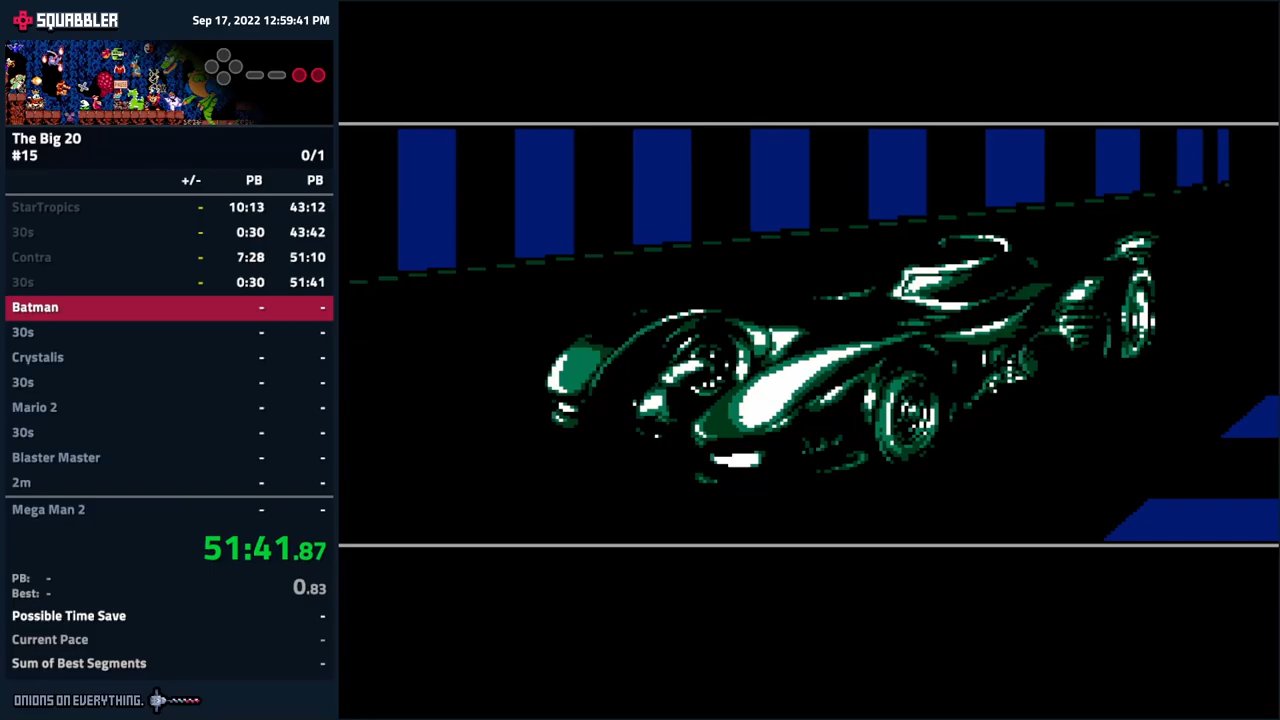 SQUABBLER
Sep 17, 2022 12:59:41 PM
The Big 20
#15 0/1
+/- PB PB
StarTropics - 10:13 43:12
30s - 0:30 43:42
Contra - 7:28 51:10
30s - 0:30 51:41
Batman - -
30s - -
Crystalis - -
30s - -
Mario 2 - -
30s - -
Blaster Master - -
2m - -
Mega Man 2 - -
51:41.87
PB: -
Best: -
0.83
Possible Time Save -
Current Pace -
Sum of Best Segments -
ONIONS ON EVERYTHING.